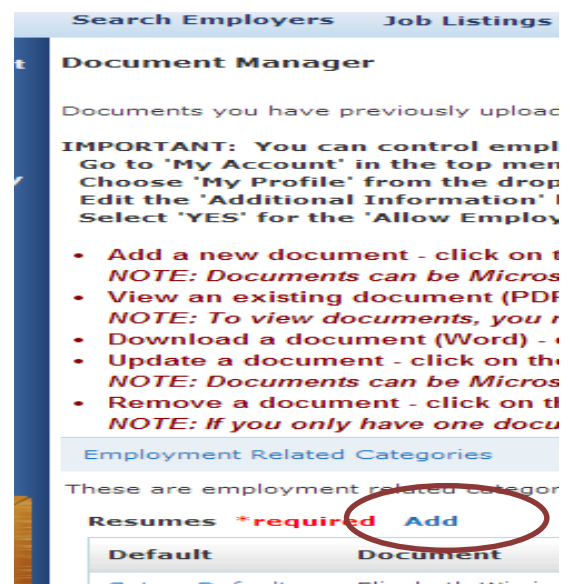 Search Employers Job Listings
t
Document Manager
Documents you have previously uploac
IMPORTANT: You can control empl
Go to 'My Account' in the top men
Choose 'My Profile' from the drop
Edit the 'Additional Information'
Select 'YES' for the 'Allow Employ
• Add a new document - click on t
NOTE: Documents can be Micros
• View an existing document (PDF
NOTE: To view documents, you r
• Download a document (Word) -
• Update a document - click on the
NOTE: Documents can be Micros
• Remove a document - click on th
NOTE: If you only have one docu
Employment Related Categories
These are employment related categor
Resumes *required Add
Default Document